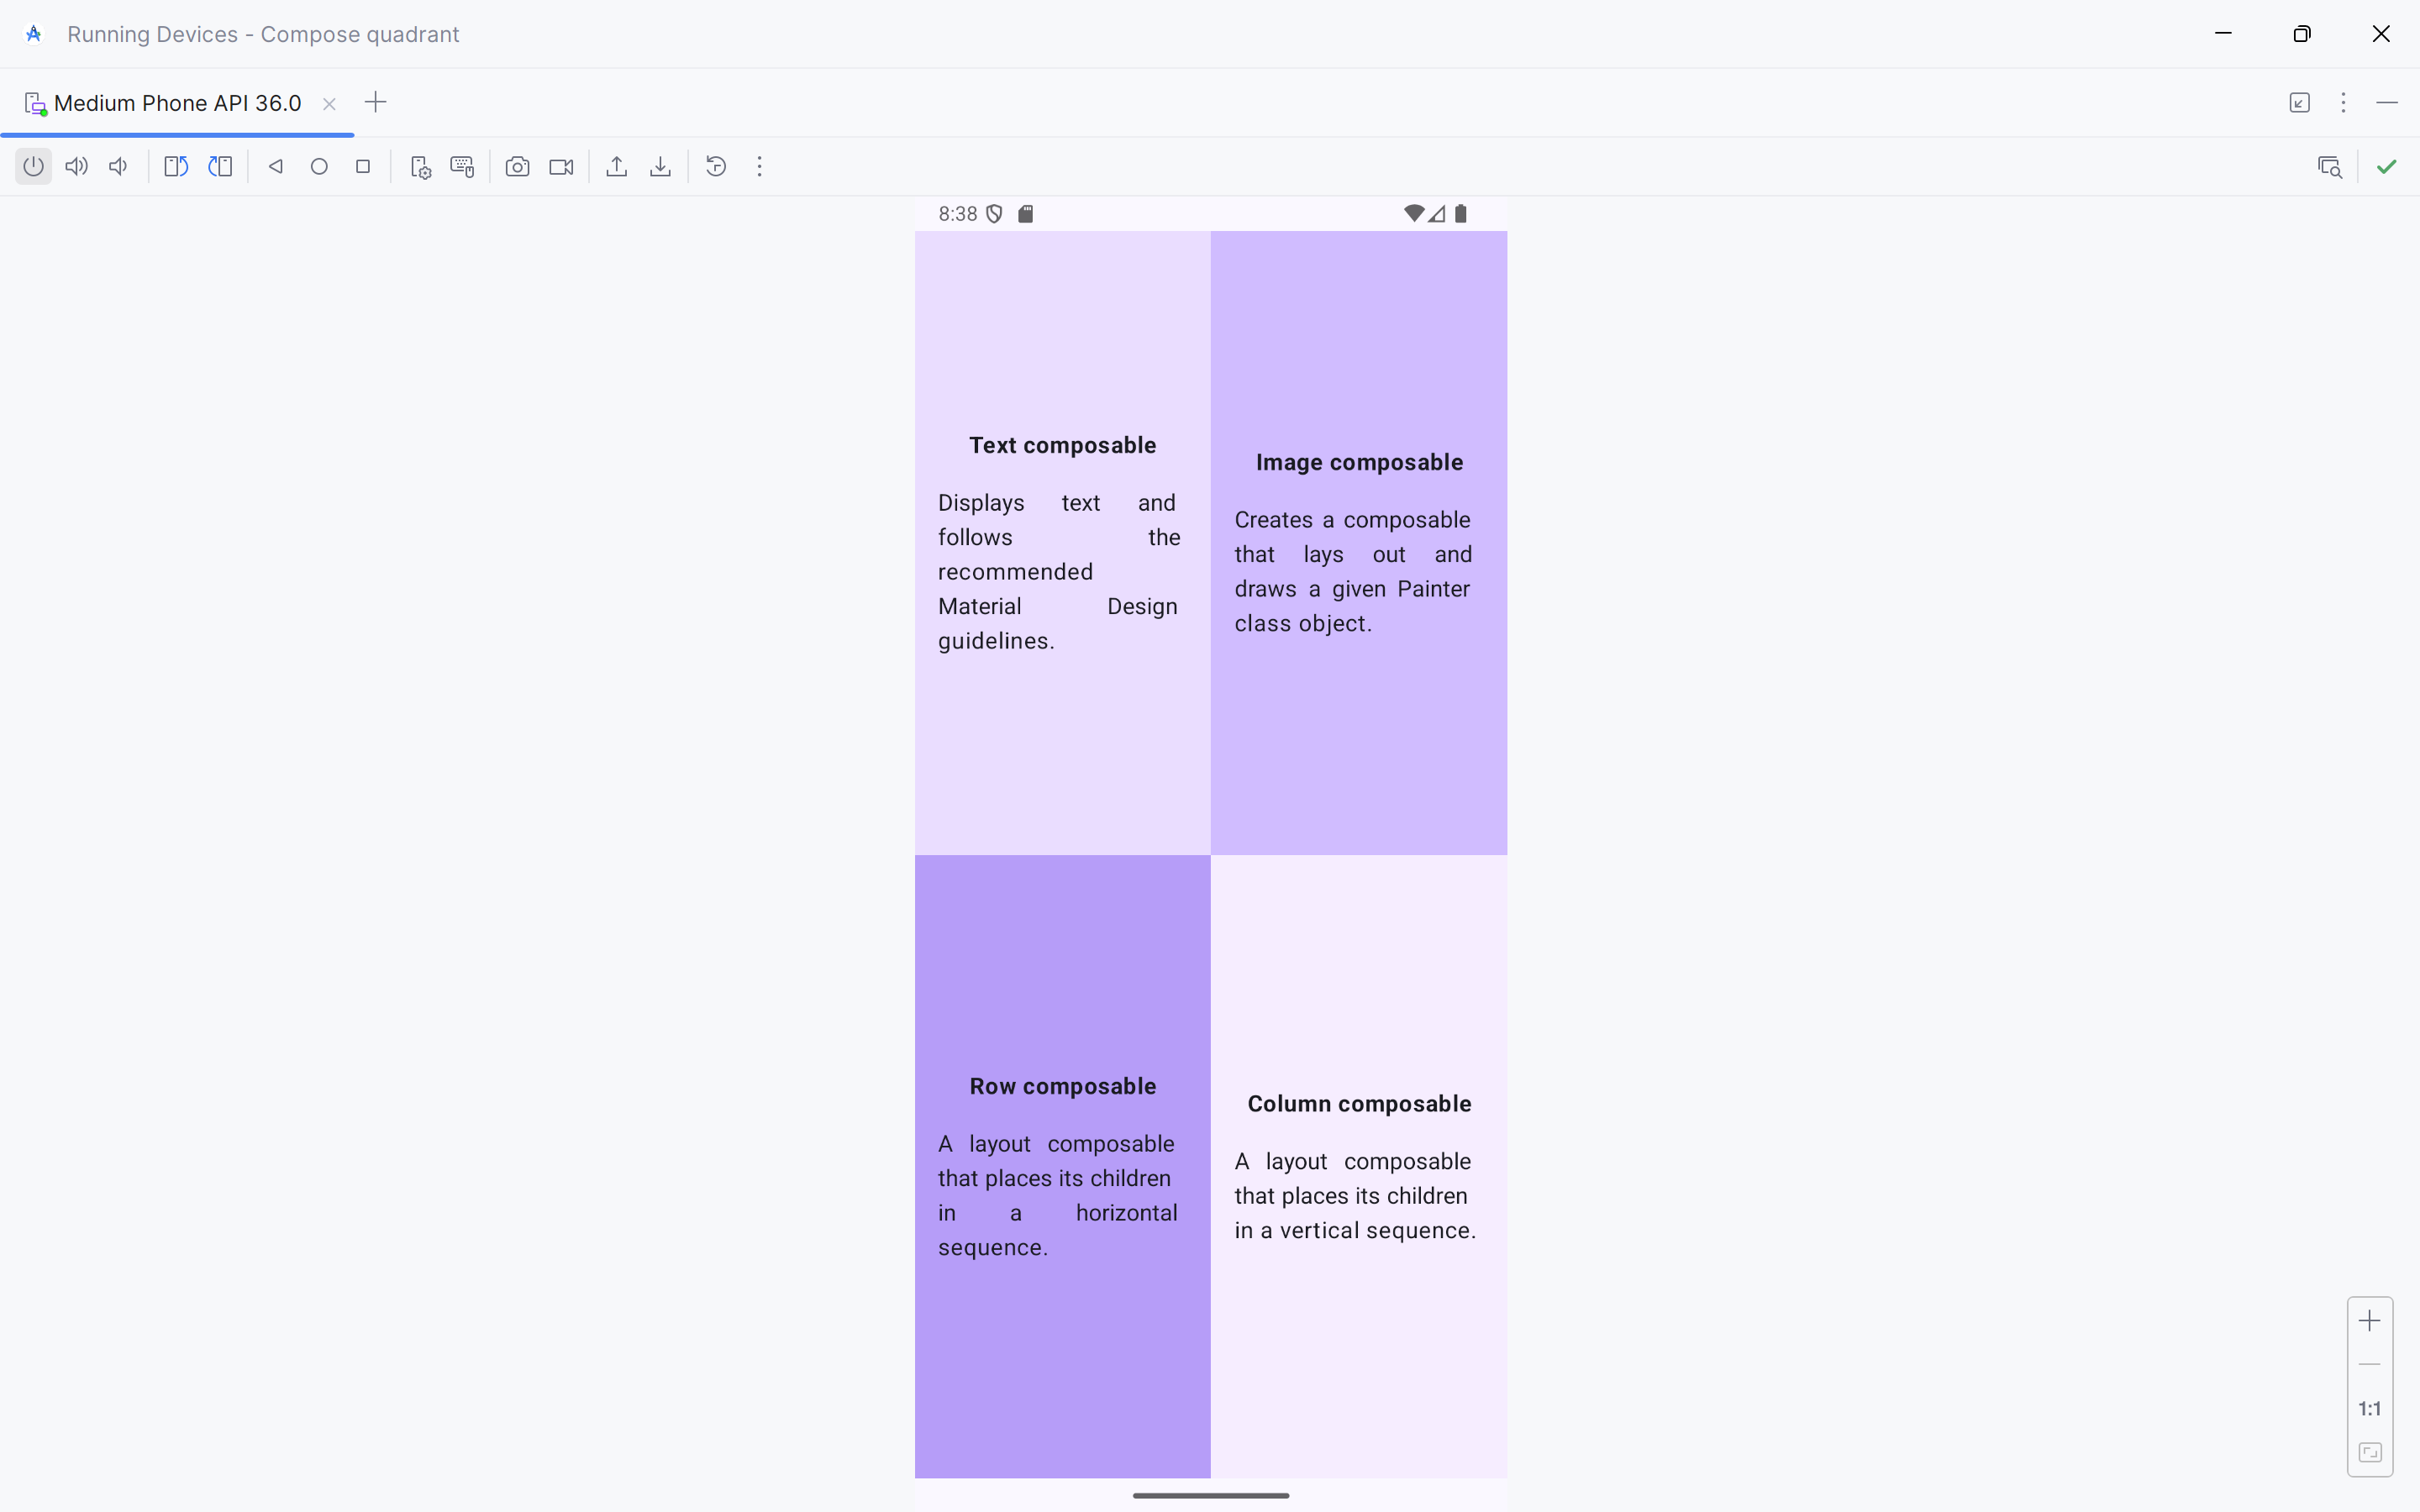 Running Devices - Compose quadrant
Medium Phone API 36.0
8:38
Text composable
Displays text and
follows the
recommended
Material Design
guidelines.
Image composable
Creates a composable
that lays out and
draws a given Painter
class object.
Row composable
A layout composable
that places its children
in a horizontal
sequence.
Column composable
A layout composable
that places its children
in a vertical sequence.
1:1